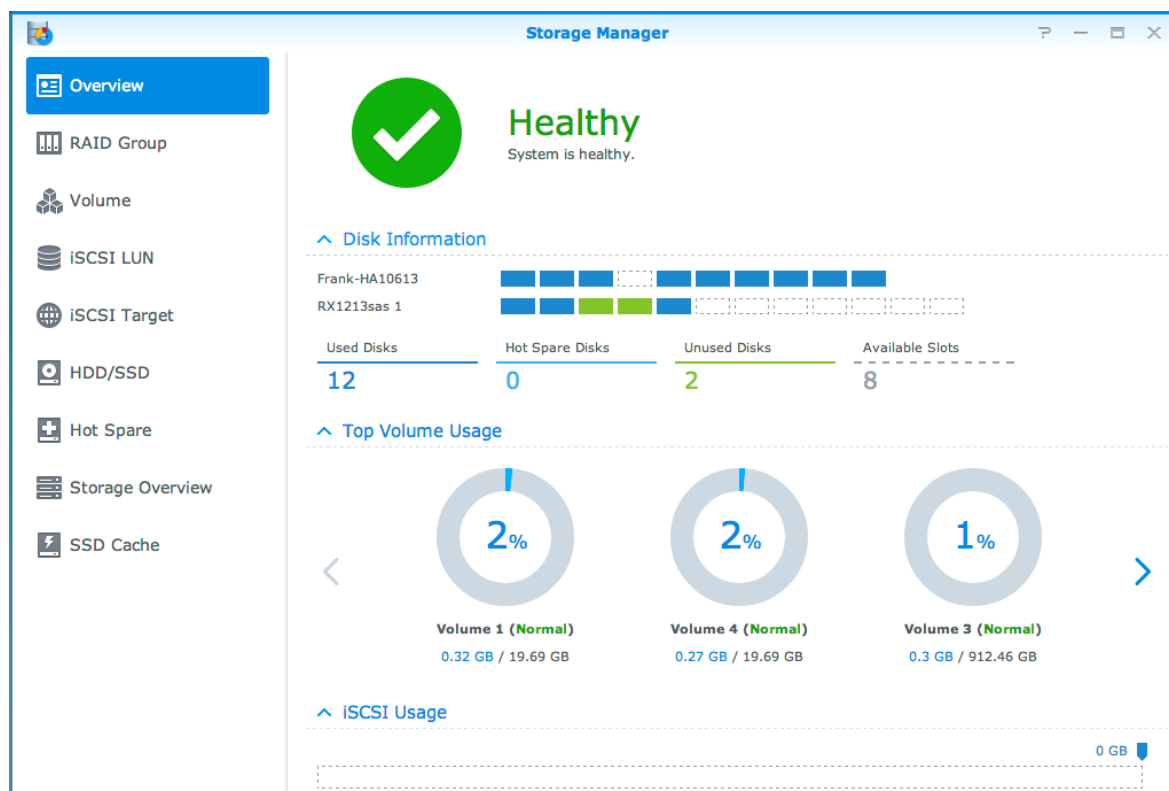 Storage Manager
Overview
RAID Group
Volume
iSCSI LUN
iSCSI Target
HDD/SSD
Hot Spare
Storage Overview
SSD Cache
Healthy
System is healthy.
Disk Information
Frank-HA10613
RX1213sas 1
Used Disks Hot Spare Disks Unused Disks Available Slots
12 0 2 8
Top Volume Usage
2% 2% 1%
Volume 1 (Normal) Volume 4 (Normal) Volume 3 (Normal)
0.32 GB / 19.69 GB 0.27 GB / 19.69 GB 0.3 GB / 912.46 GB
iSCSI Usage
0 GB